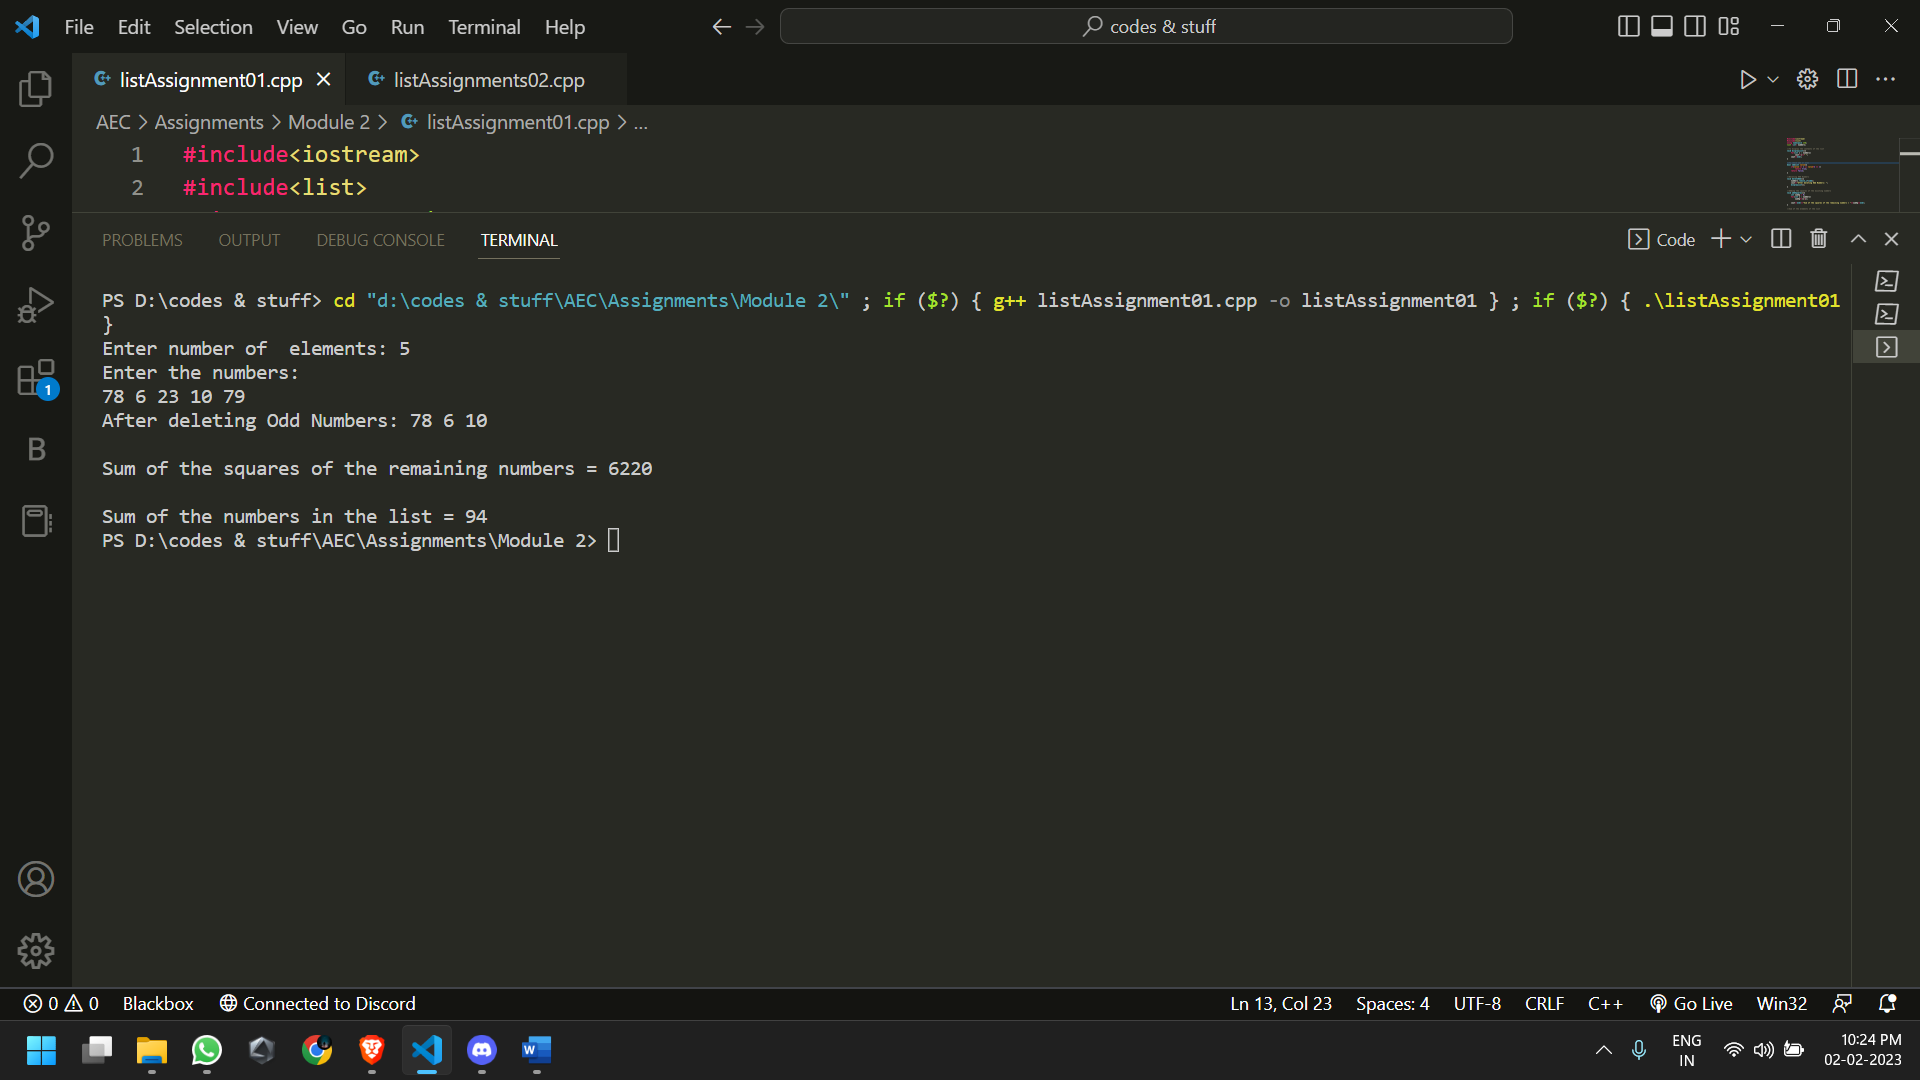 File Edit Selection View Go Run Terminal Help codes & stuff
listAssignment01.cpp listAssignments02.cpp
AEC > Assignments > Module 2 > listAssignment01.cpp > ...
1 #include<iostream>
2 #include<list>
PROBLEMS OUTPUT DEBUG CONSOLE TERMINAL Code
PS D:\codes & stuff> cd "d:\codes & stuff\AEC\Assignments\Module 2\" ; if ($?) { g++ listAssignment01.cpp -o listAssignment01 } ; if ($?) { .\listAssignment01
}
Enter number of  elements: 5
Enter the numbers:
78 6 23 10 79
After deleting Odd Numbers: 78 6 10
Sum of the squares of the remaining numbers = 6220
Sum of the numbers in the list = 94
PS D:\codes & stuff\AEC\Assignments\Module 2>
1
B
0 0 Blackbox Connected to Discord Ln 13, Col 23 Spaces: 4 UTF-8 CRLF C++ Go Live Win32
ENG 10:24 PM
IN 02-02-2023